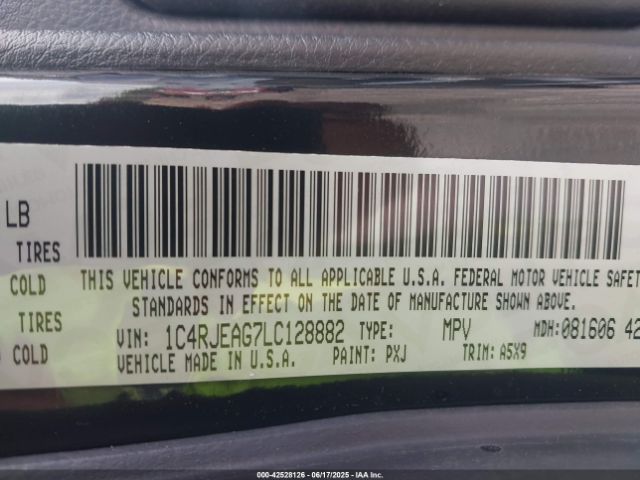 LB
TIRES
COLD
TIRES
COLD
THIS VEHICLE CONFORMS TO ALL APPLICABLE U.S.A. FEDERAL MOTOR VEHICLE SAFET
STANDARDS IN EFFECT ON THE DATE OF MANUFACTURE SHOWN ABOVE.
VIN: 1C4RJEAG7LC128882 TYPE: MPV MDH:081606 42
VEHICLE MADE IN U.S.A. PAINT: PXJ TRIM: A5X9
000-42528126 - 06/17/2025 - IAA Inc.